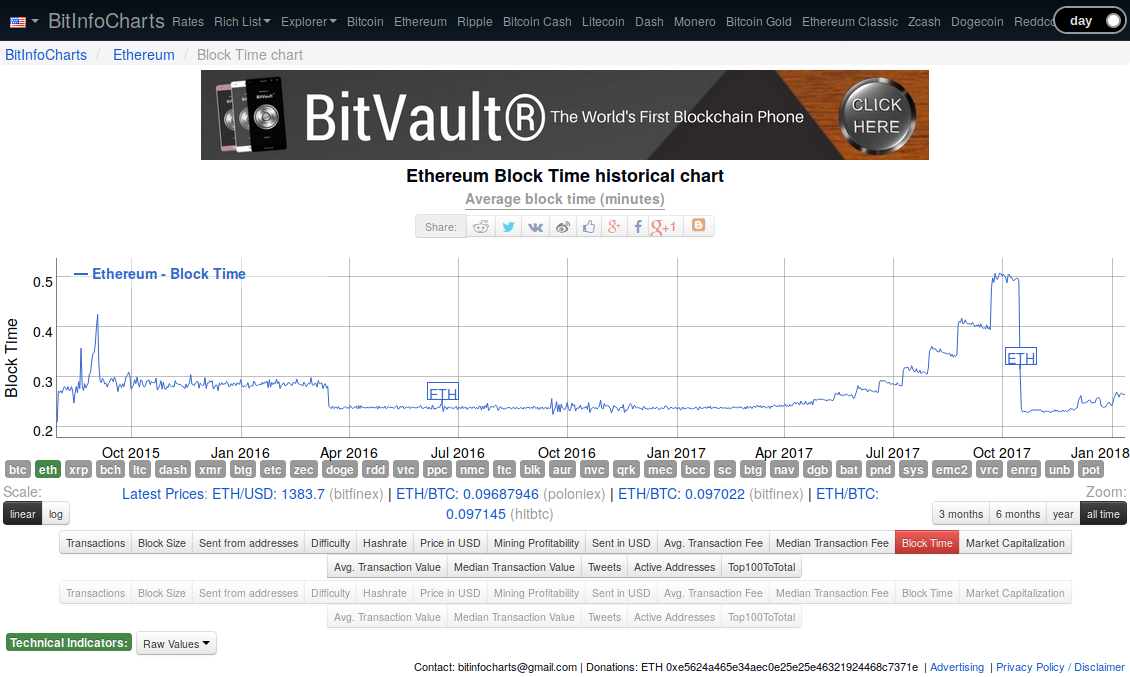 BitInfoCharts Rates Rich List Explorer Bitcoin Ethereum Ripple Bitcoin Cash Litecoin Dash Monero Bitcoin Gold Ethereum Classic Zcash Dogecoin Reddco day
BitInfoCharts / Ethereum / Block Time chart
BitVault® The World's First Blockchain Phone CLICK HERE
Ethereum Block Time historical chart
Average block time (minutes)
Share: g+ f g+1
Ethereum - Block Time
0.5
0.4
0.3
0.2
Block Time
ETH
ETH
Oct 2015 Jan 2016 Apr 2016 Jul 2016 Oct 2016 Jan 2017 Apr 2017 Jul 2017 Oct 2017 Jan 2018
btc eth xrp bch ltc dash xmr btg etc zec doge rdd vtc ppc nmc ftc blk aur nvc qrk mec bcc sc btg nav dgb bat pnd sys emc2 vrc enrg unb pot
Scale: Latest Prices: ETH/USD: 1383.7 (bitfinex) | ETH/BTC: 0.09687946 (poloniex) | ETH/BTC: 0.097022 (bitfinex) | ETH/BTC: Zoom:
0.097145 (hitbtc)
linear log 3 months 6 months year all time
Transactions Block Size Sent from addresses Difficulty Hashrate Price in USD Mining Profitability Sent in USD Avg. Transaction Fee Median Transaction Fee Block Time Market Capitalization
Avg. Transaction Value Median Transaction Value Tweets Active Addresses Top100ToTotal
Transactions Block Size Sent from addresses Difficulty Hashrate Price in USD Mining Profitability Sent in USD Avg. Transaction Fee Median Transaction Fee Block Time Market Capitalization
Avg. Transaction Value Median Transaction Value Tweets Active Addresses Top100ToTotal
Technical Indicators: Raw Values
Contact: bitinfocharts@gmail.com | Donations: ETH 0xe5624a465e34aec0e25e25e46321924468c7371e | Advertising | Privacy Policy / Disclaimer